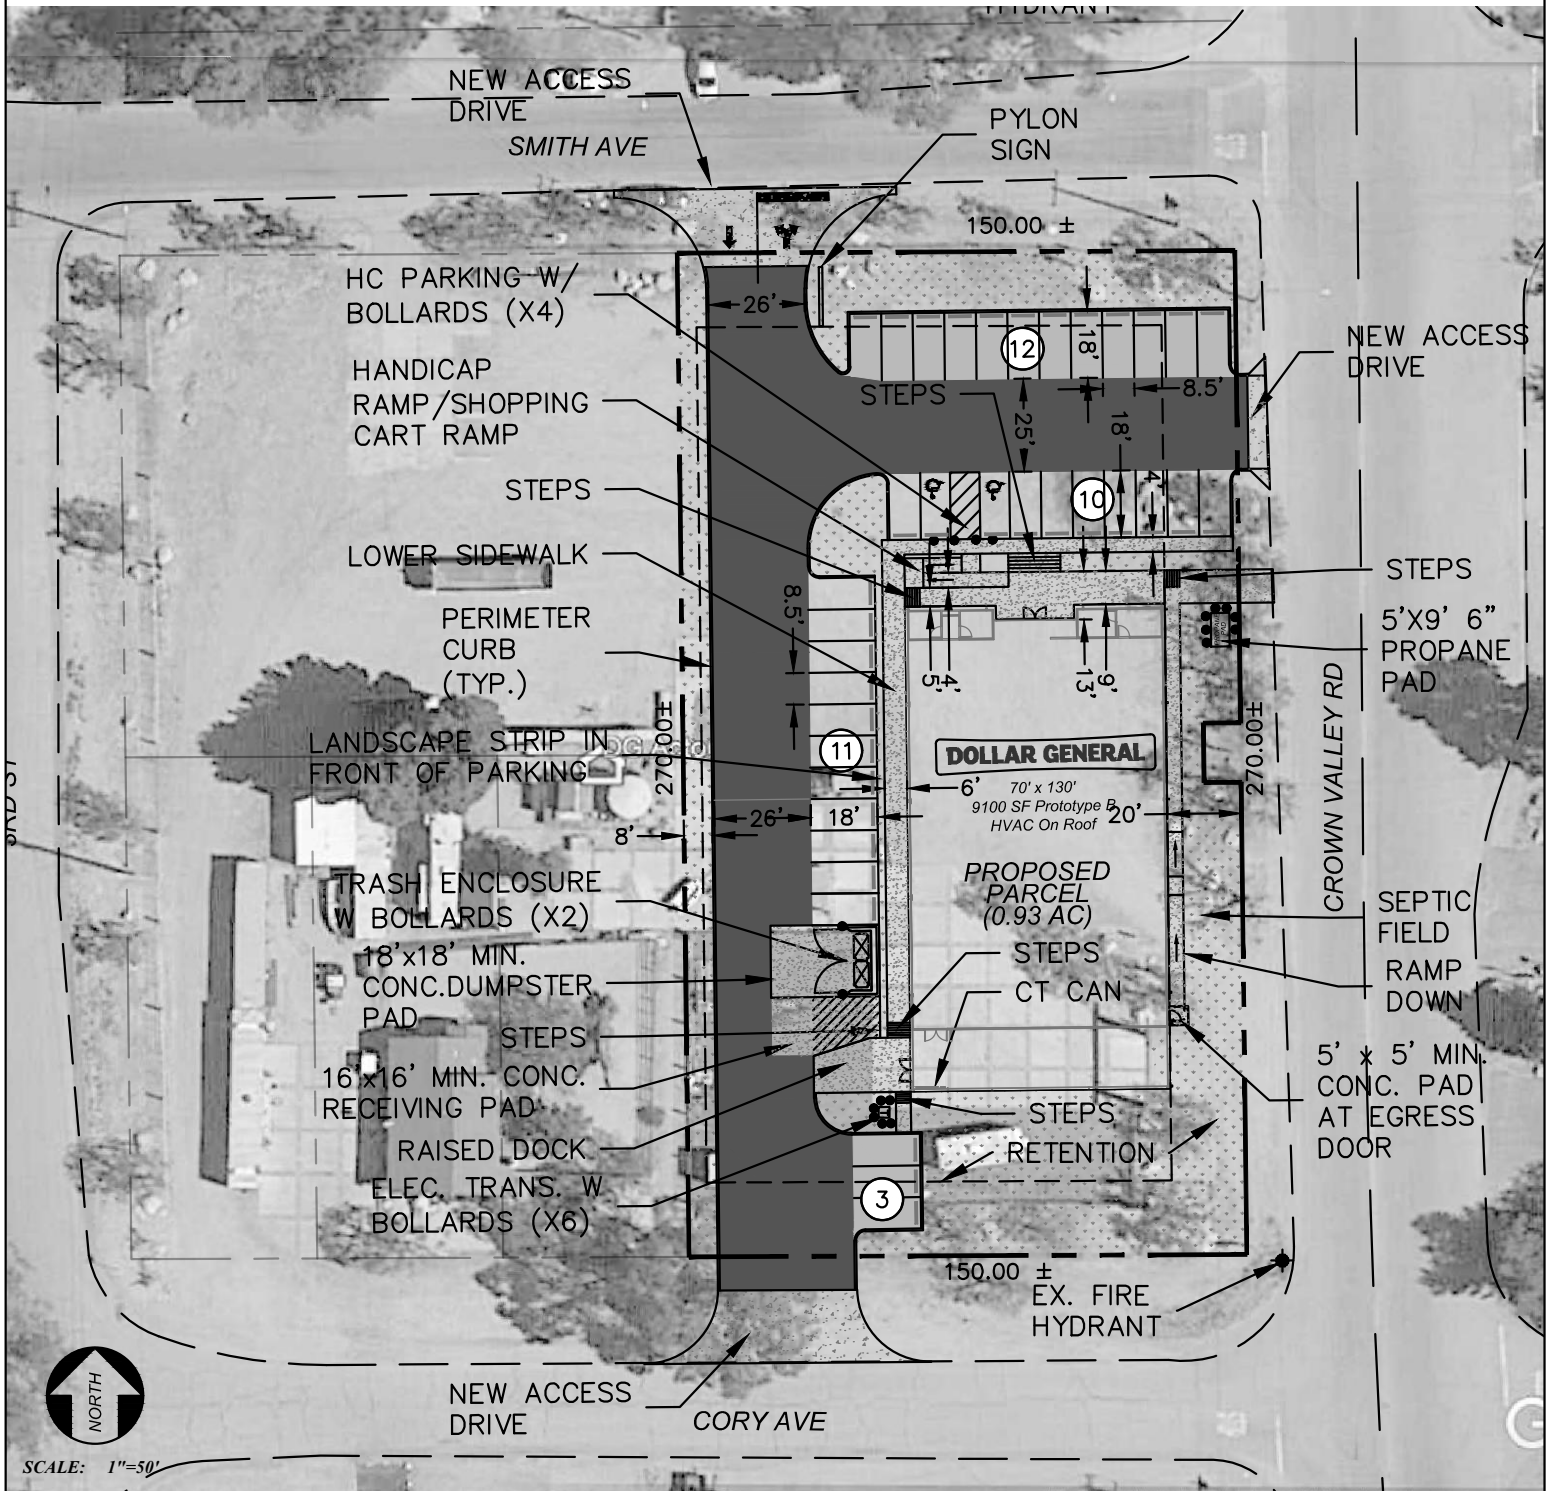 HYDRANT
NEW ACCESS
DRIVE
SMITH AVE
PYLON
SIGN
150.00 ±
HC PARKING W/
BOLLARDS (X4)
26'
12
18'
NEW ACCESS
DRIVE
HANDICAP
RAMP/SHOPPING
CART RAMP
STEPS
8.5'
25'
18'
STEPS
10
4'
LOWER SIDEWALK
STEPS
8.5'
PERIMETER
CURB
(TYP.)
5'X9' 6"
PROPANE
PAD
5'
4'
13'
9'
CROWN VALLEY RD
LANDSCAPE STRIP IN
FRONT OF PARKING
270.00±
11
DOLLAR GENERAL
270.00±
6'
70' x 130'
9100 SF Prototype B
HVAC On Roof
20'
8'
26'
18'
3RD ST
TRASH ENCLOSURE
W BOLLARDS (X2)
PROPOSED
PARCEL
(0.93 AC)
SEPTIC
FIELD
18'x18' MIN.
CONC.DUMPSTER
PAD
STEPS
CT CAN
RAMP
DOWN
STEPS
16'x16' MIN. CONC.
RECEIVING PAD
5' x 5' MIN.
CONC. PAD
AT EGRESS
DOOR
STEPS
RAISED DOCK
RETENTION
ELEC. TRANS. W
BOLLARDS (X6)
3
150.00 ±
EX. FIRE
HYDRANT
NORTH
NEW ACCESS
DRIVE
CORY AVE
SCALE: 1"=50'
G